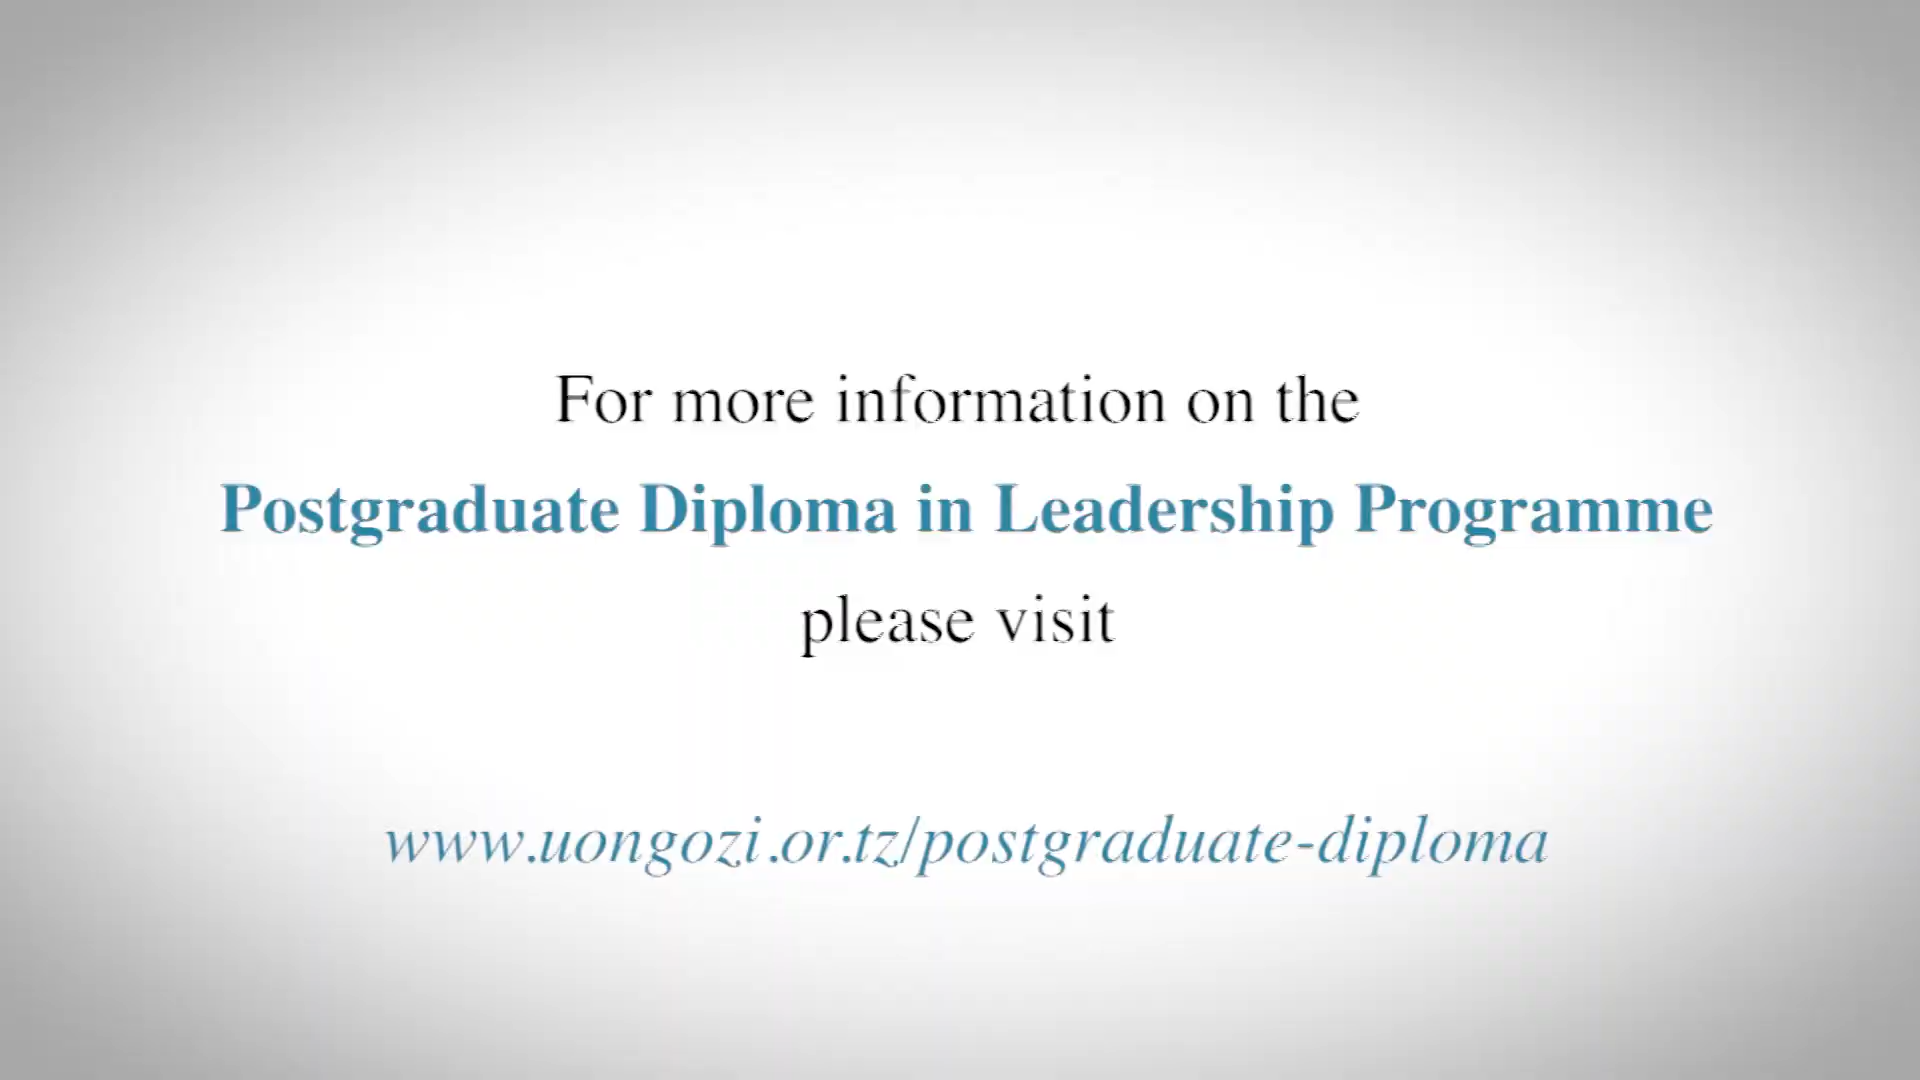 For more information on the
Postgraduate Diploma in Leadership Programme
please visit
www.uongozi.or.tz/postgraduate-diploma